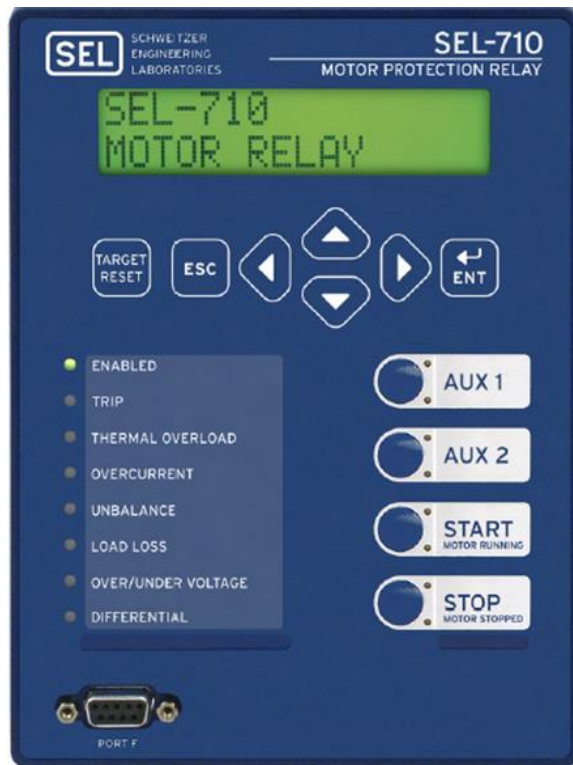 SEL
SCHWEITZER
ENGINEERING
LABORATORIES
SEL-710
MOTOR PROTECTION RELAY
SEL-710
MOTOR RELAY
TARGET
RESET
ESC
ENT
ENABLED
TRIP
THERMAL OVERLOAD
OVERCURRENT
UNBALANCE
LOAD LOSS
OVER/UNDER VOLTAGE
DIFFERENTIAL
AUX 1
AUX 2
START
MOTOR RUNNING
STOP
MOTOR STOPPED
PORT F